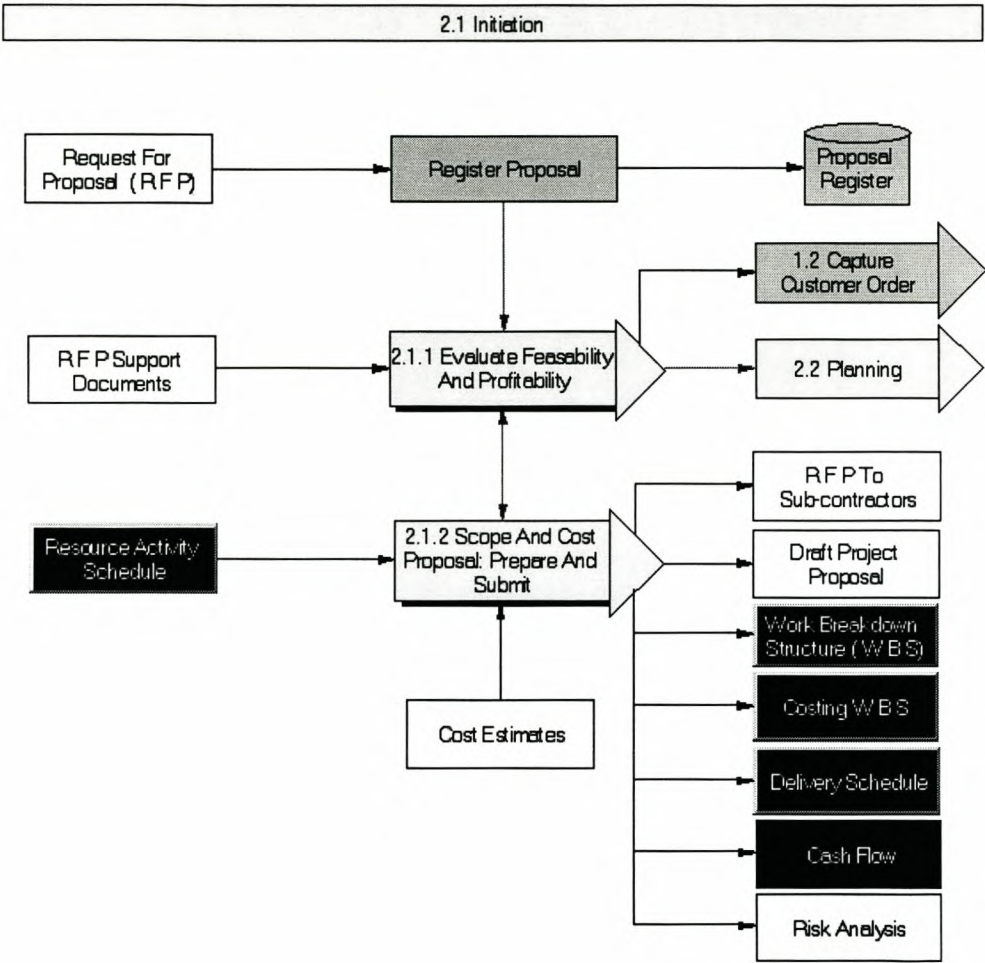 2.1 Initiation
Request For
Proposal (RFP)
Register Proposal
Proposal
Register
1.2 Capture
Customer Order
RFP Support
Documents
2.1.1 Evaluate Feasability
And Profitability
2.2 Planning
RFP To
Sub-contractors
Resource Activity
Schedule
2.1.2 Scope And Cost
Proposal: Prepare And
Submit
Draft Project
Proposal
Work Breakdown
Structure (WBS)
Cost Estimates
Costing WBS
Delivery Schedule
Cash Flow
Risk Analysis